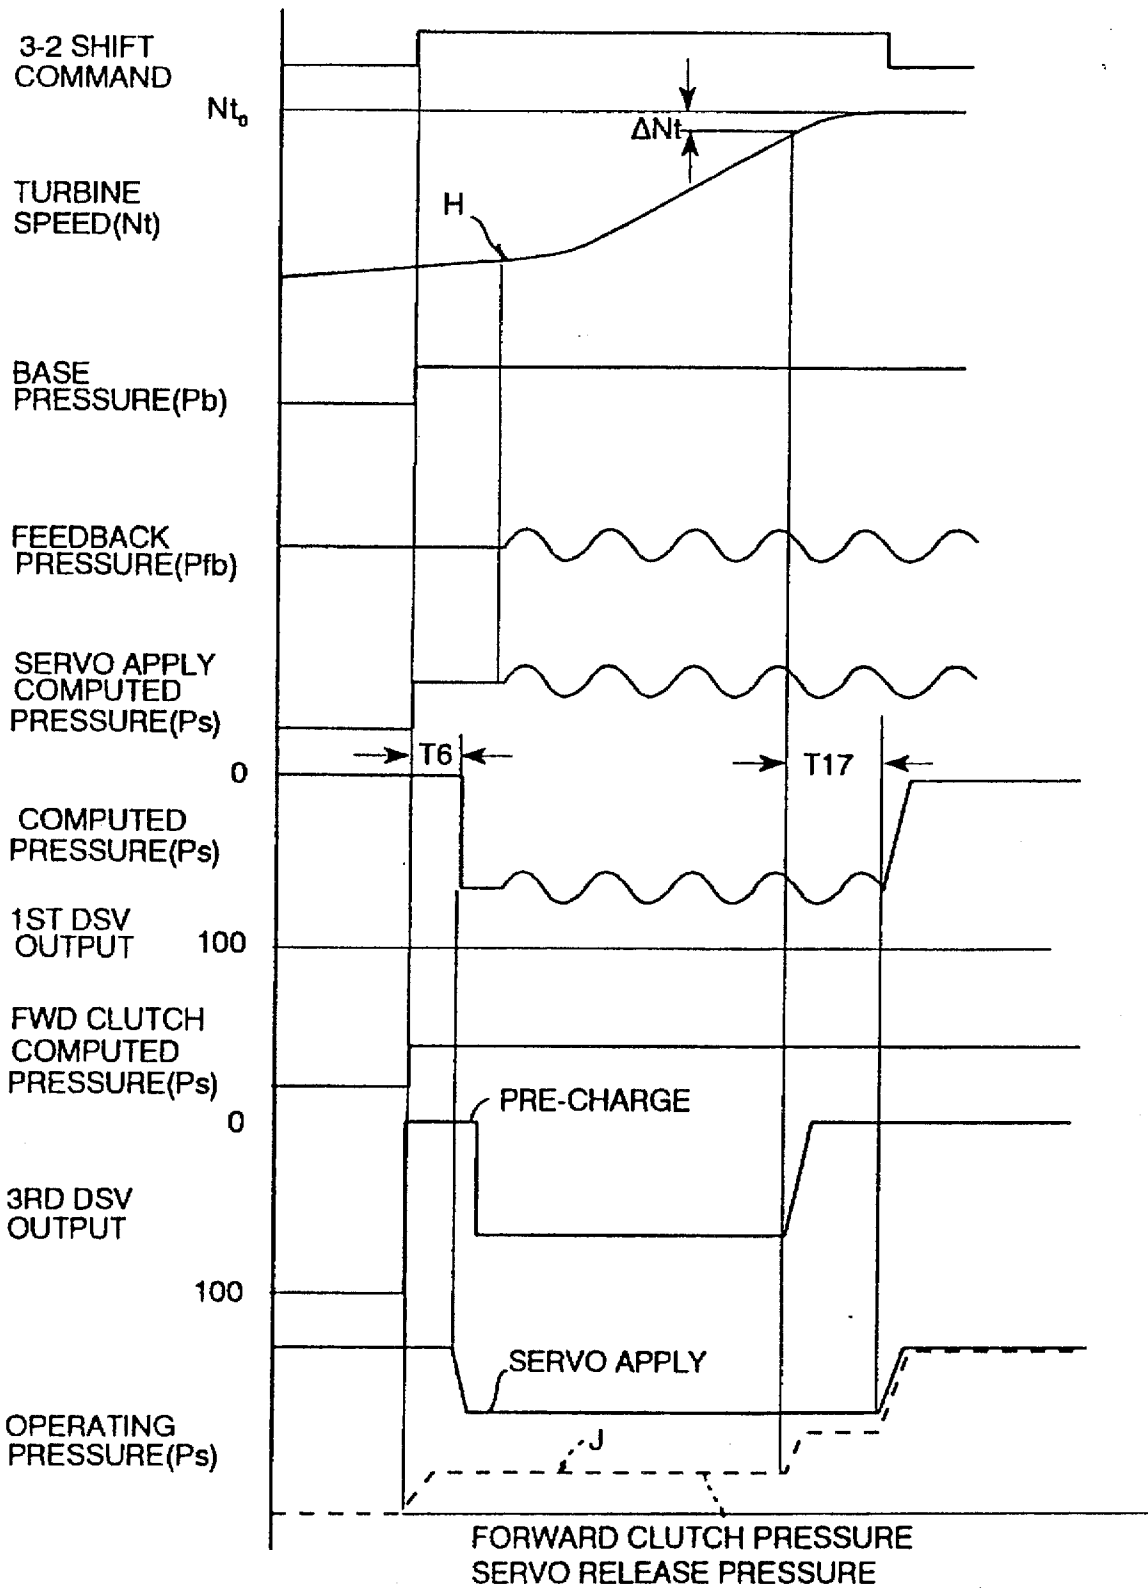 3-2 SHIFT
COMMAND
Nt₀
ΔNt
TURBINE
SPEED(Nt)
H
BASE
PRESSURE(Pb)
FEEDBACK
PRESSURE(Pfb)
SERVO APPLY
COMPUTED
PRESSURE(Ps)
T6
T17
0
COMPUTED
PRESSURE(Ps)
1ST DSV
OUTPUT
100
FWD CLUTCH
COMPUTED
PRESSURE(Ps)
PRE-CHARGE
0
3RD DSV
OUTPUT
100
SERVO APPLY
OPERATING
PRESSURE(Ps)
J
FORWARD CLUTCH PRESSURE
SERVO RELEASE PRESSURE